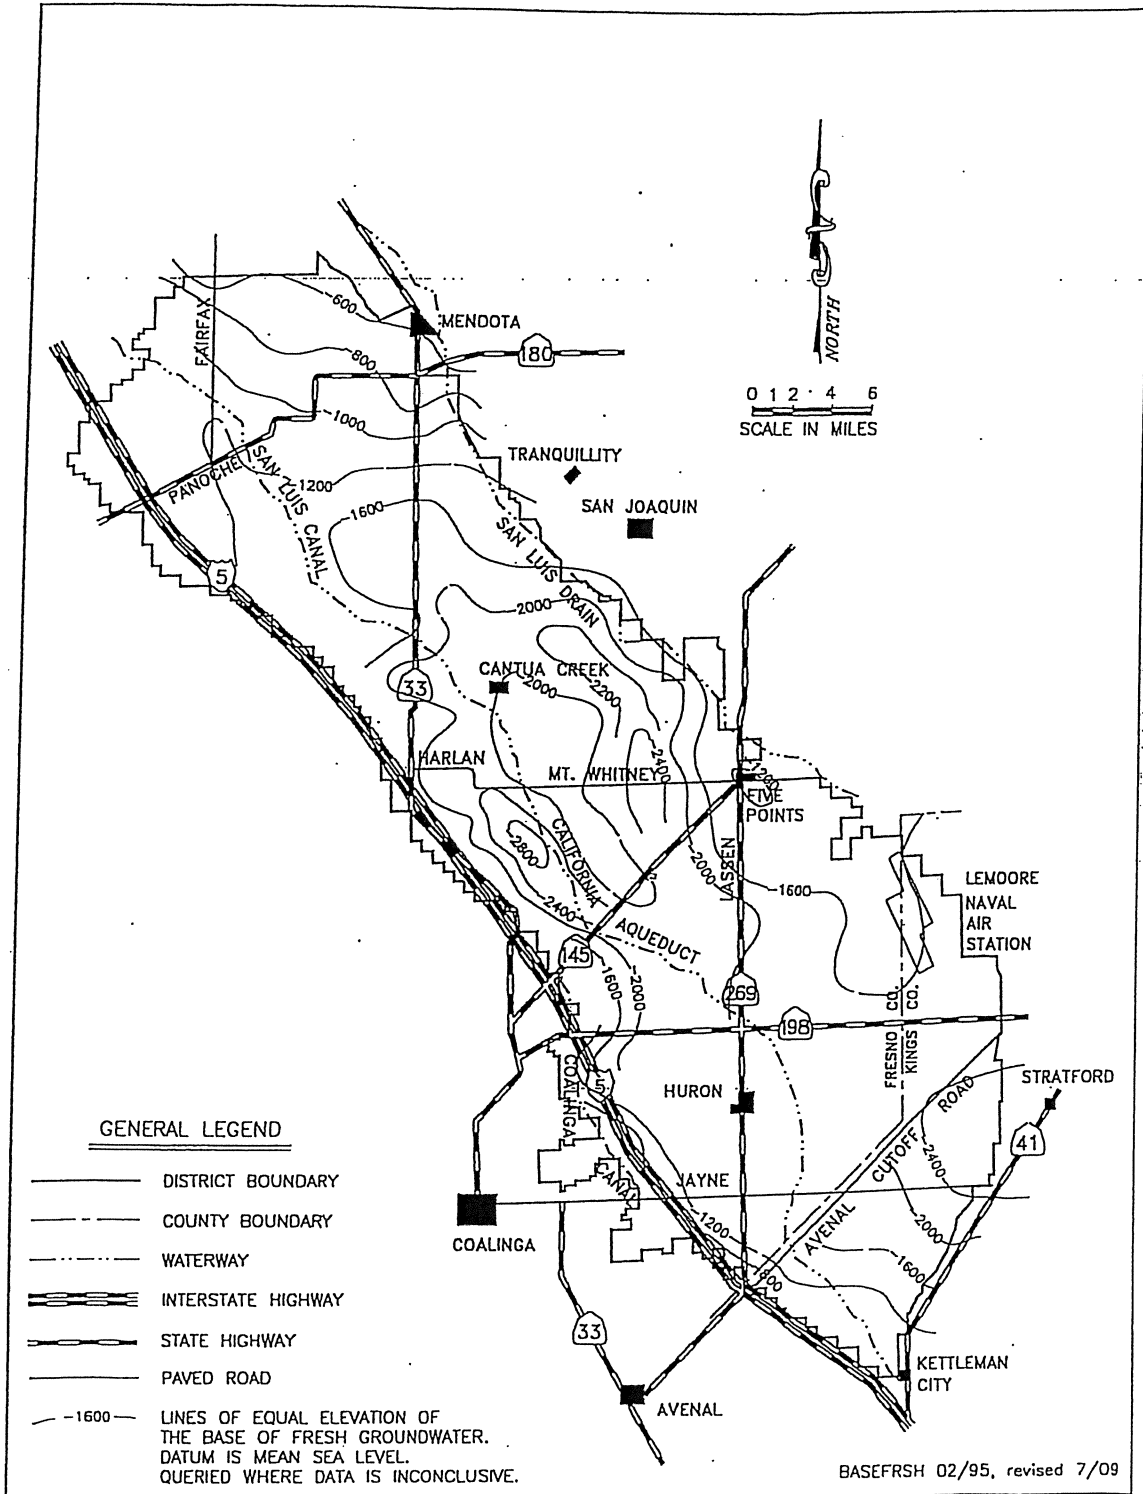 NORTH
0 1 2 4 6
SCALE IN MILES
FAIRFAX
-600
MENDOTA
180
-800
-1000
TRANQUILLITY
PANOCHE
SAN LUIS CANAL
-1200
SAN JOAQUIN
-1600
SAN LUIS DRAIN
5
-2000
CANTUA CREEK
33
-2000
-2200
HARLAN
MT. WHITNEY
-2400
-1200
FIVE
POINTS
CALIFORNIA
-2800
-2000
LASSEN
-1600
LEMOORE
NAVAL
AIR
STATION
-2400
AQUEDUCT
145
-1600
-2000
269
198
FRESNO CO.
KINGS CO.
COALINGA
CANAL
5
HURON
STRATFORD
AVENAL CUTOFF ROAD
41
-2400
JAYNE
-1200
-2000
COALINGA
-800
-1600
33
KETTLEMAN
CITY
AVENAL
GENERAL LEGEND
DISTRICT BOUNDARY
COUNTY BOUNDARY
WATERWAY
INTERSTATE HIGHWAY
STATE HIGHWAY
PAVED ROAD
-1600 LINES OF EQUAL ELEVATION OF
THE BASE OF FRESH GROUNDWATER.
DATUM IS MEAN SEA LEVEL.
QUERIED WHERE DATA IS INCONCLUSIVE.
BASEFRSH 02/95, revised 7/09